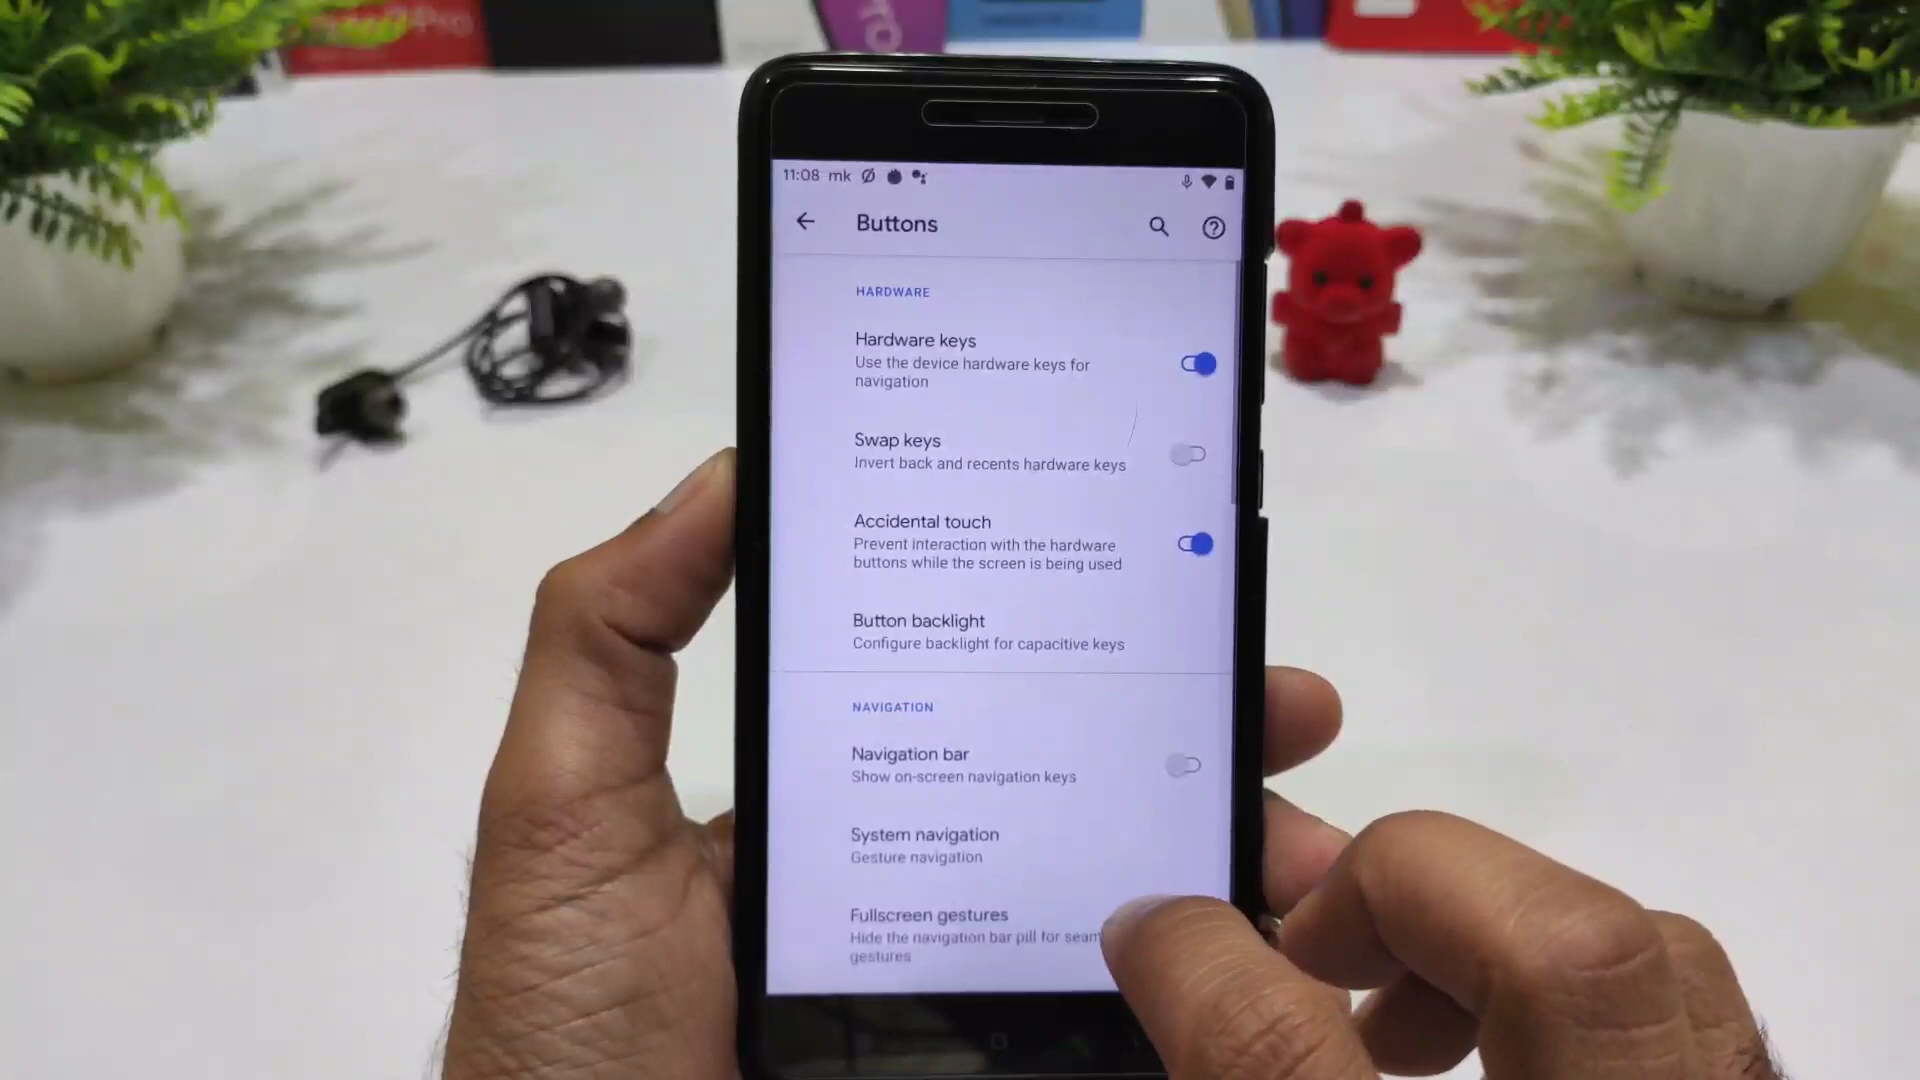 11:08 mk
Buttons
HARDWARE
Hardware keys
Use the device hardware keys for
navigation
Swap keys
Invert back and recents hardware keys
Accidental touch
Prevent interaction with the hardware
buttons while the screen is being used
Button backlight
Configure backlight for capacitive keys
NAVIGATION
Navigation bar
Show on-screen navigation keys
System navigation
Gesture navigation
Fullscreen gestures
Hide the navigation bar pill for
gestures